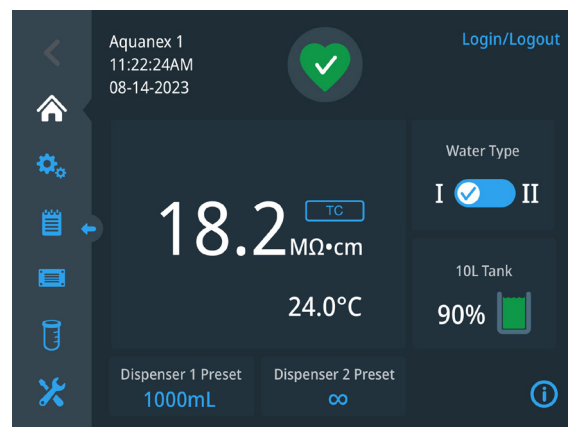 Aquanex 1
11:22:24AM
08-14-2023
Login/Logout
Water Type
I II
18.2 TC
MΩ•cm
24.0°C
10L Tank
90%
Dispenser 1 Preset
1000mL
Dispenser 2 Preset
∞
i